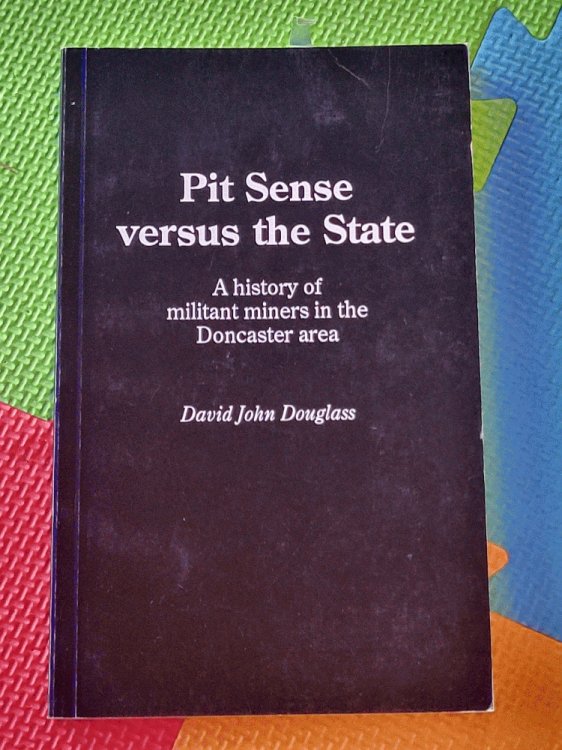 Pit Sense
versus the State
A history of
militant miners in the
Doncaster area
David John Douglass